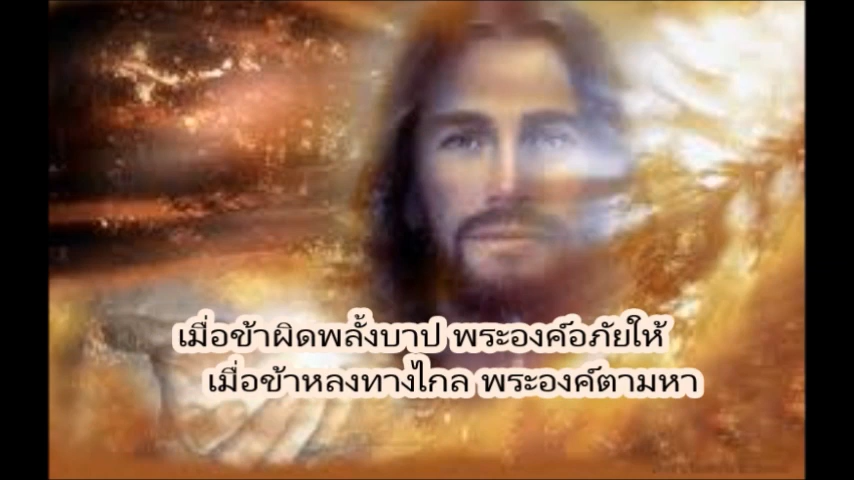 เมื่อข้าผิดพลั้งบาป พระองค์อภัยให้
เมื่อข้าหลงทางไกล พระองค์ตามหา